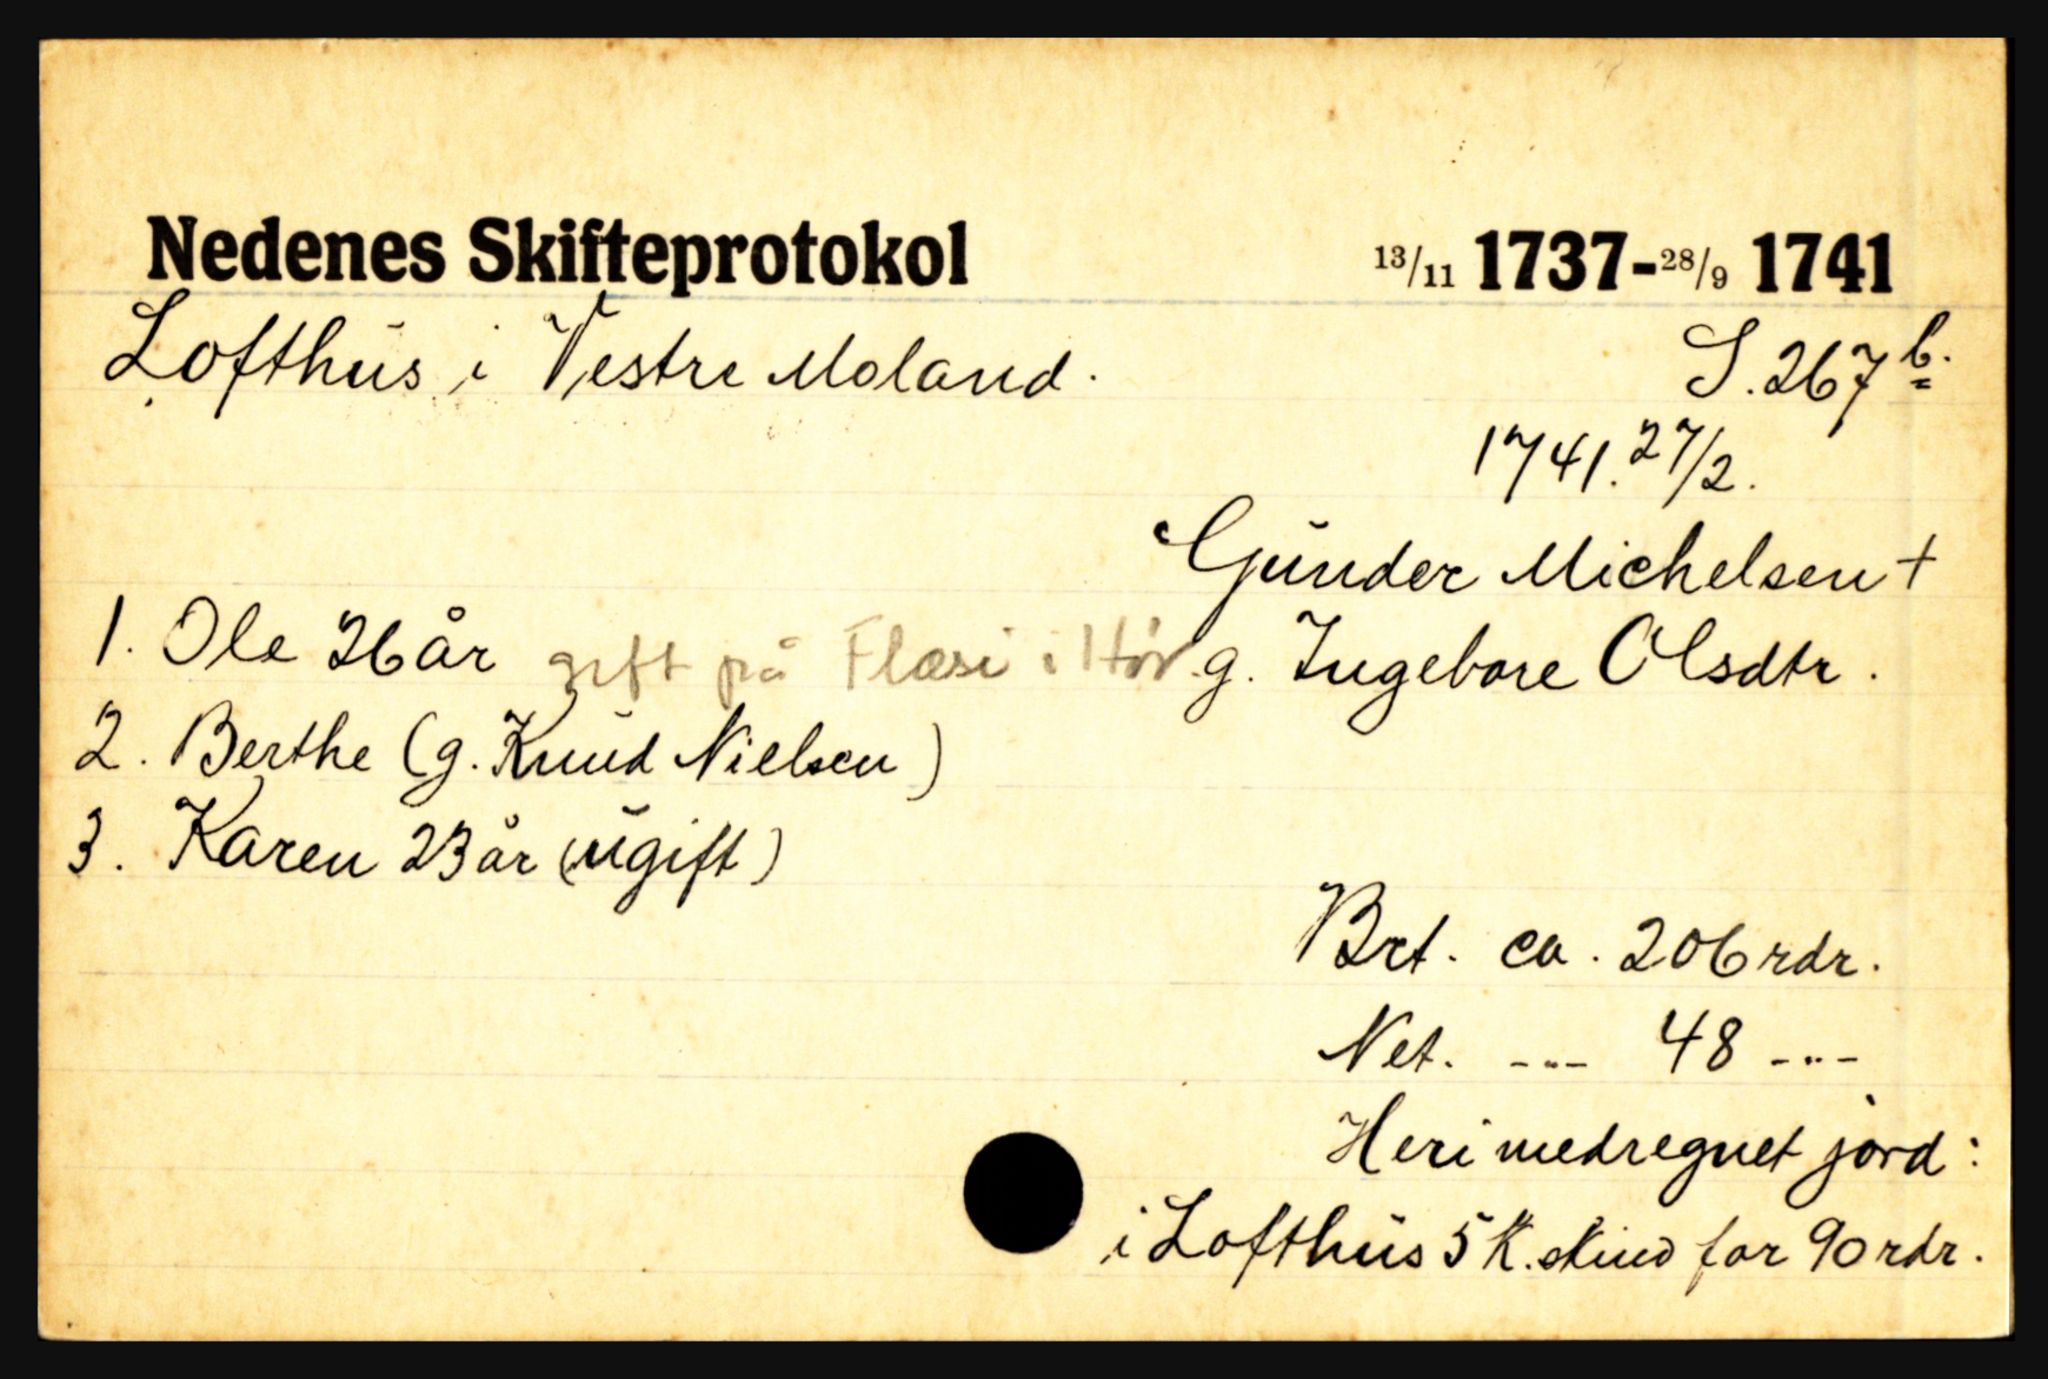 Nedenes Skifteprotokol 13/11 1737-28/9 1741
Lofthus i Vestre Moland. S. 267 b.
1741. 27/2.
Gunder Michelsen +
1. Ole 26 år gift på Flæsi i g. Ingebore Olsdtr.
2. Berthe (g. Knud Nielsen)
3. Karen 23 år (ugift)
Brt. ca. 206 rdr.
Net. -"- 48 -"-
Heri medregnet jord:
i Lofthus 5 K. skind for 90 rdr.